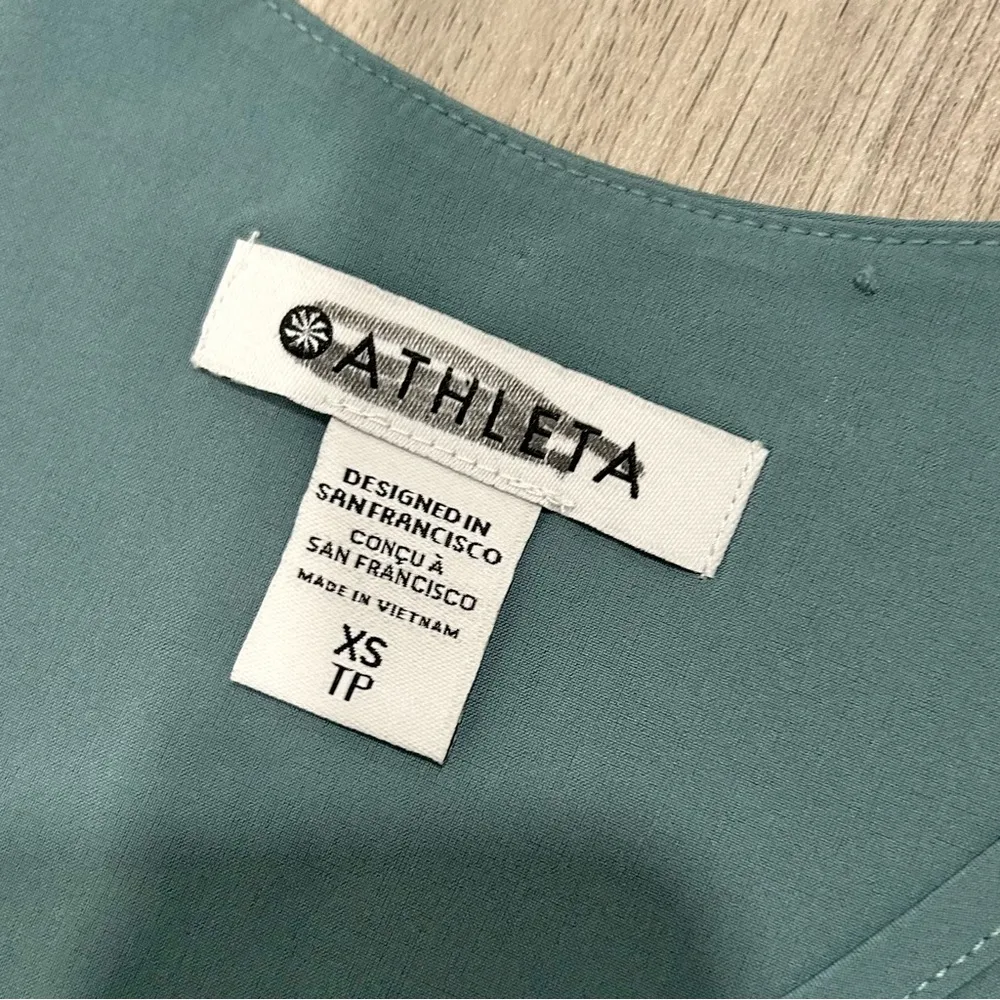 ATHLETA
DESIGNED IN
SAN FRANCISCO
CONÇU À
SAN FRANCISCO
MADE IN VIETNAM
XS
TP